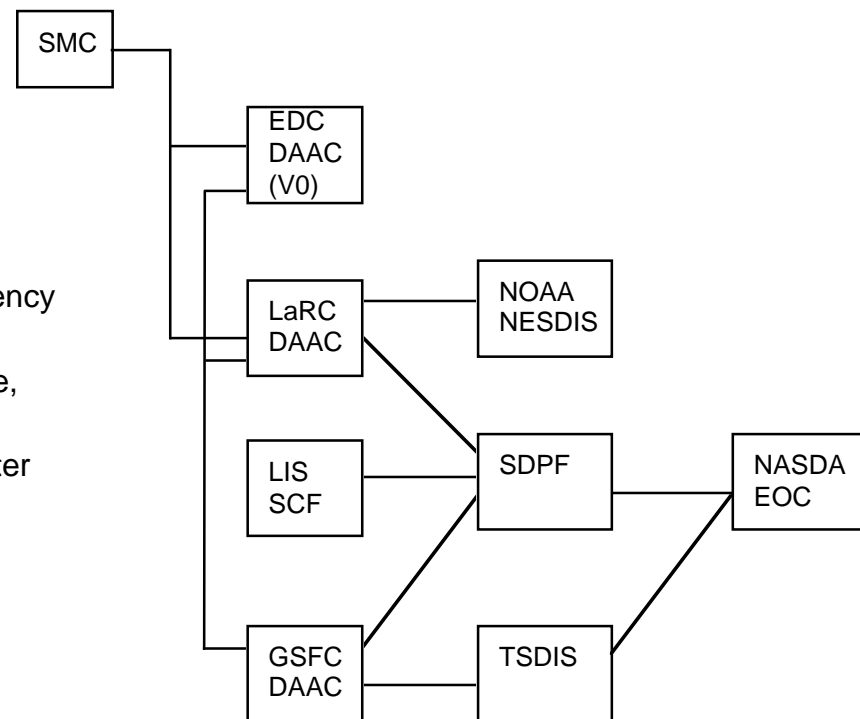 SMC
EDC
DAAC
(V0)
ency
e,
ter
LaRC
DAAC
NOAA
NESDIS
LIS
SCF
SDPF
NASDA
EOC
GSFC
DAAC
TSDIS